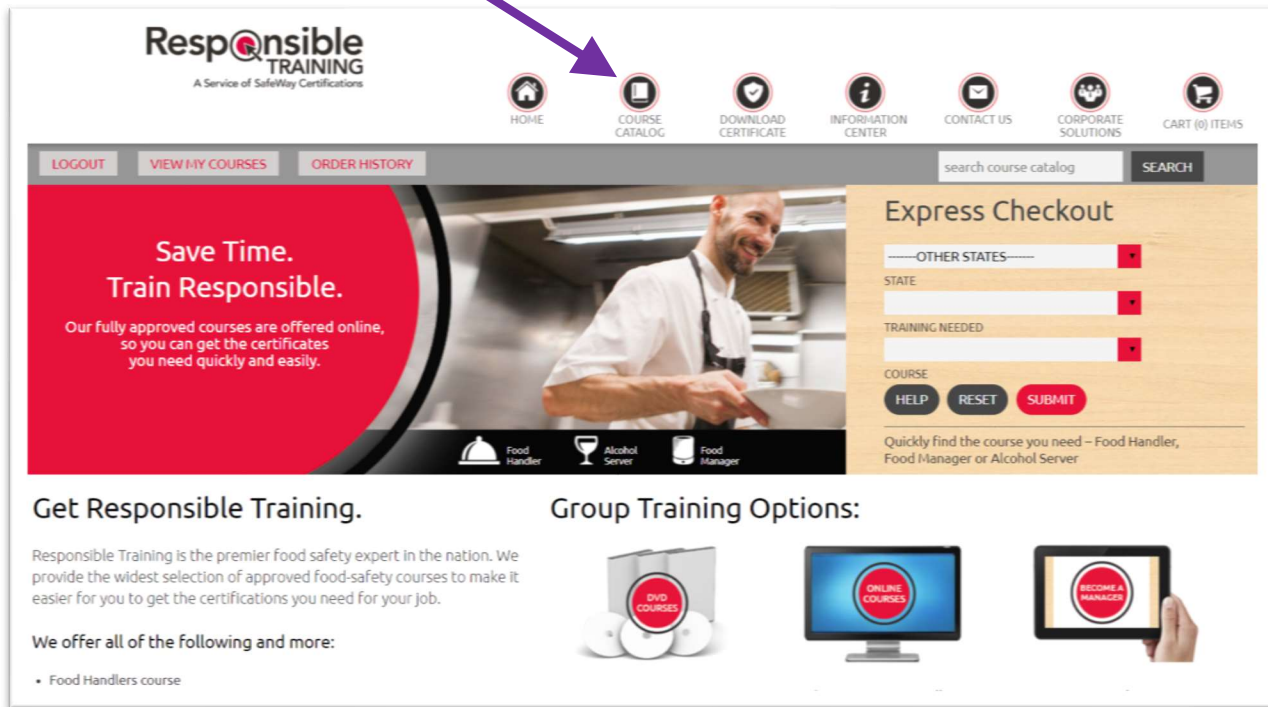 Responsible
TRAINING
A Service of SafeWay Certifications
HOME
COURSE
CATALOG
DOWNLOAD
CERTIFICATE
INFORMATION
CENTER
CONTACT US
CORPORATE
SOLUTIONS
CART (0) ITEMS
LOGOUT
VIEW MY COURSES
ORDER HISTORY
search course catalog
SEARCH
Save Time.
Train Responsible.
Our fully approved courses are offered online,
so you can get the certificates
you need quickly and easily.
Food
Handler
Alcohol
Server
Food
Manager
Express Checkout
-------OTHER STATES-------
STATE
TRAINING NEEDED
COURSE
HELP
RESET
SUBMIT
Quickly find the course you need – Food Handler,
Food Manager or Alcohol Server
Get Responsible Training.
Responsible Training is the premier food safety expert in the nation. We
provide the widest selection of approved food-safety courses to make it
easier for you to get the certifications you need for your job.
We offer all of the following and more:
• Food Handlers course
Group Training Options:
DVD
COURSES
ONLINE
COURSES
BECOME A
MANAGER